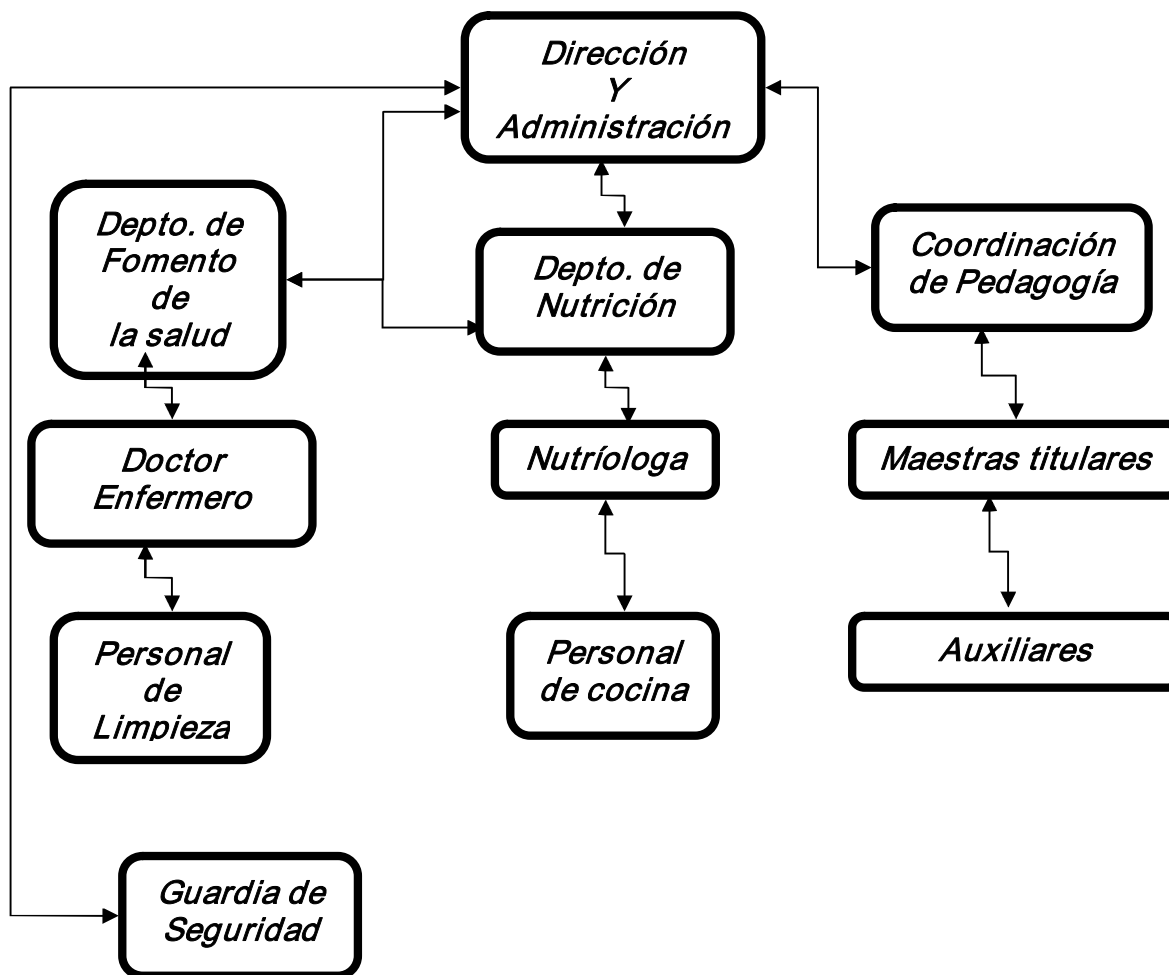 Dirección
Y
Administración
Depto. de
Fomento
de
la salud
Depto. de
Nutrición
Coordinación
de Pedagogía
Doctor
Enfermero
Nutríologa
Maestras titulares
Personal
de
Limpieza
Personal
de cocina
Auxiliares
Guardia de
Seguridad